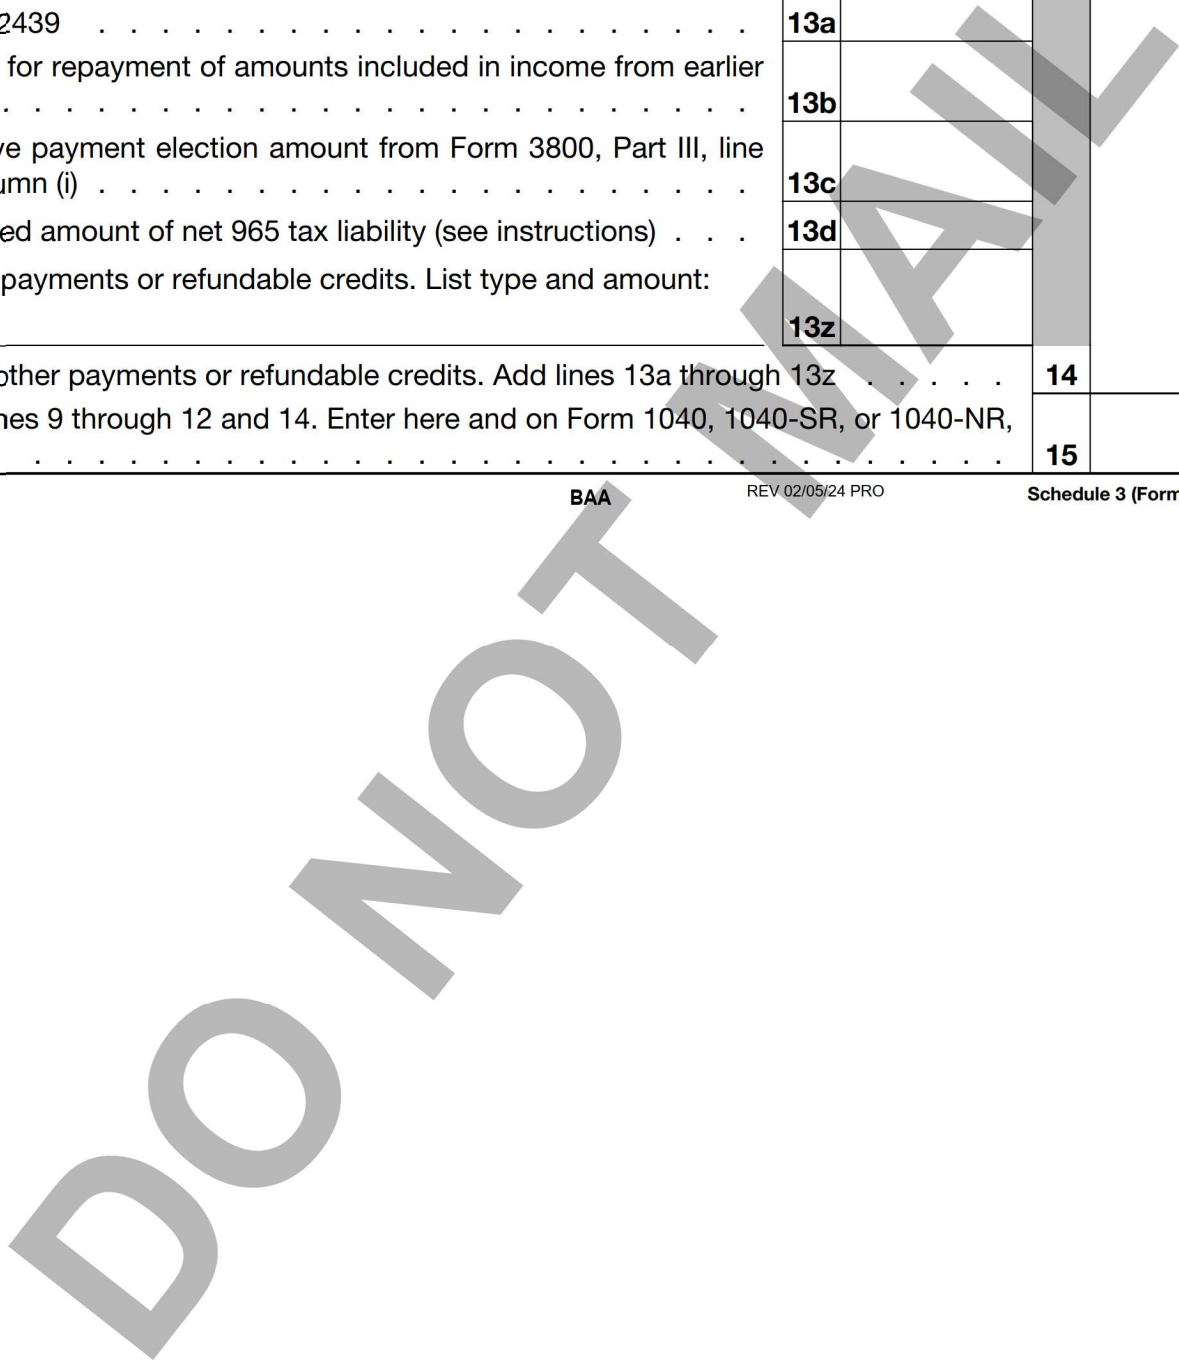 2439 . . . . . . . . . . . . . . . . . . . . . 13a
for repayment of amounts included in income from earlier
. . . . . . . . . . . . . . . . . . . . . . . . 13b
ve payment election amount from Form 3800, Part III, line
umn (i) . . . . . . . . . . . . . . . . . . . . . 13c
ed amount of net 965 tax liability (see instructions) . . . 13d
payments or refundable credits. List type and amount:
13z
other payments or refundable credits. Add lines 13a through 13z . . . . . 14
nes 9 through 12 and 14. Enter here and on Form 1040, 1040-SR, or 1040-NR,
. . . . . . . . . . . . . . . . . . . . . . . . . . . . . . . 15
BAA REV 02/05/24 PRO Schedule 3 (Form
DO NOT MAIL